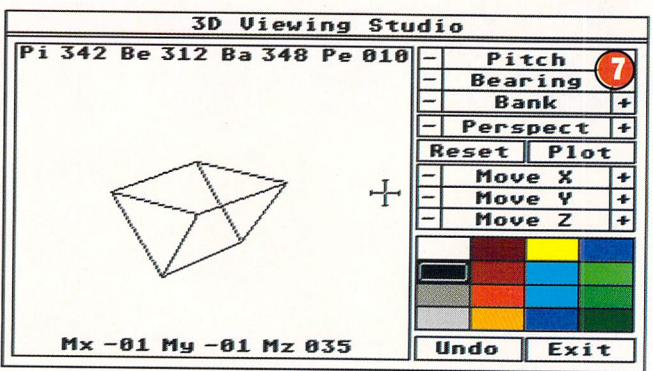 3D Viewing Studio
Pi 342 Be 312 Ba 348 Pe 010
- Pitch
7
- Bearing
- Bank +
- Perspect +
Reset Plot
- Move X +
- Move Y +
- Move Z +
Mx -01 My -01 Mz 035
Undo Exit